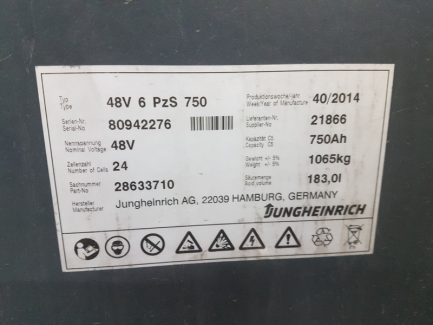 Typ
Type
48V 6 PzS 750
Produktionswoche/-jahr
Week/Year of Manufacture
40/2014
Serien-Nr.
Serial-No
80942276
Lieferanten-Nr.
Supplier-No
21866
Nennspannung
Nominal Voltage
48V
Kapazität C5
Capacity C5
750Ah
Zellenzahl
Number of Cells
24
Gewicht +/- 5%
Weight +/- 5%
1065kg
Sachnummer
Part-No
28633710
Säuremenge
Acid volume
183,0l
Hersteller
Manufacturer
Jungheinrich AG, 22039 HAMBURG, GERMANY
JUNGHEINRICH